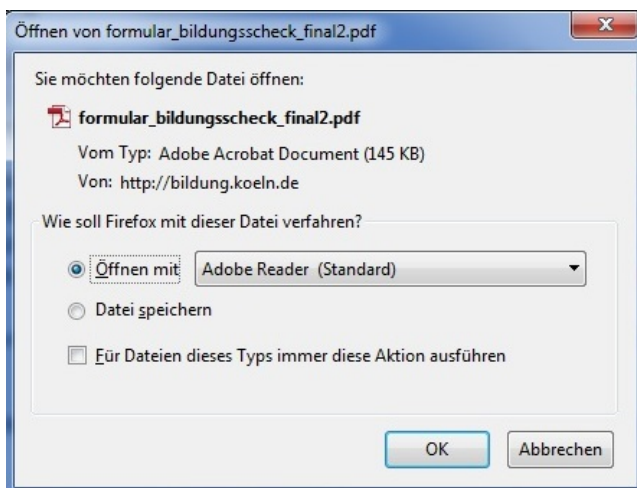 Öffnen von formular_bildungsscheck_final2.pdf
X
Sie möchten folgende Datei öffnen:
formular_bildungsscheck_final2.pdf
Vom Typ: Adobe Acrobat Document (145 KB)
Von: http://bildung.koeln.de
Wie soll Firefox mit dieser Datei verfahren?
Öffnen mit Adobe Reader (Standard)
Datei speichern
Für Dateien dieses Typs immer diese Aktion ausführen
OK Abbrechen